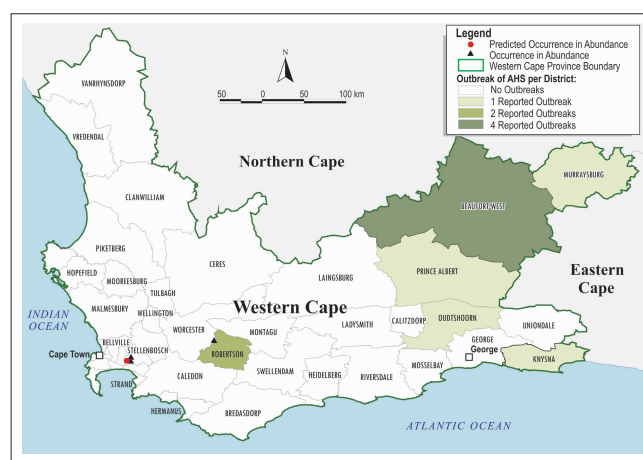 Legend
Predicted Occurrence in Abundance
Occurrence in Abundance
Western Cape Province Boundary
Outbreak of AHS per District:
No Outbreaks
1 Reported Outbreak
2 Reported Outbreaks
4 Reported Outbreaks
N
50 0 50 100 km
VANRHYNSDORP
VREDENDAL
Northern Cape
CLANWILLIAM
MURRAYSBURG
BEAUFORT-WEST
PIKETBERG
CERES
HOPEFIELD
MOOREESBURG
LAINGSBURG
PRINCE ALBERT
Eastern
Cape
TULBAGH
MALMESBURY
WELLINGTON
Western Cape
INDIAN
OCEAN
WORCESTER
MONTAGU
LADYSMITH
CALITZDORP
OUDTSHOORN
UNIONDALE
BELLVILLE
STELLENBOSCH
Cape Town
ROBERTSON
GEORGE
George
KNYSNA
STRAND
CALEDON
SWELLENDAM
HEIDELBERG
RIVERSDALE
MOSSELBAY
HERMANUS
BREDASDORP
ATLANTIC OCEAN